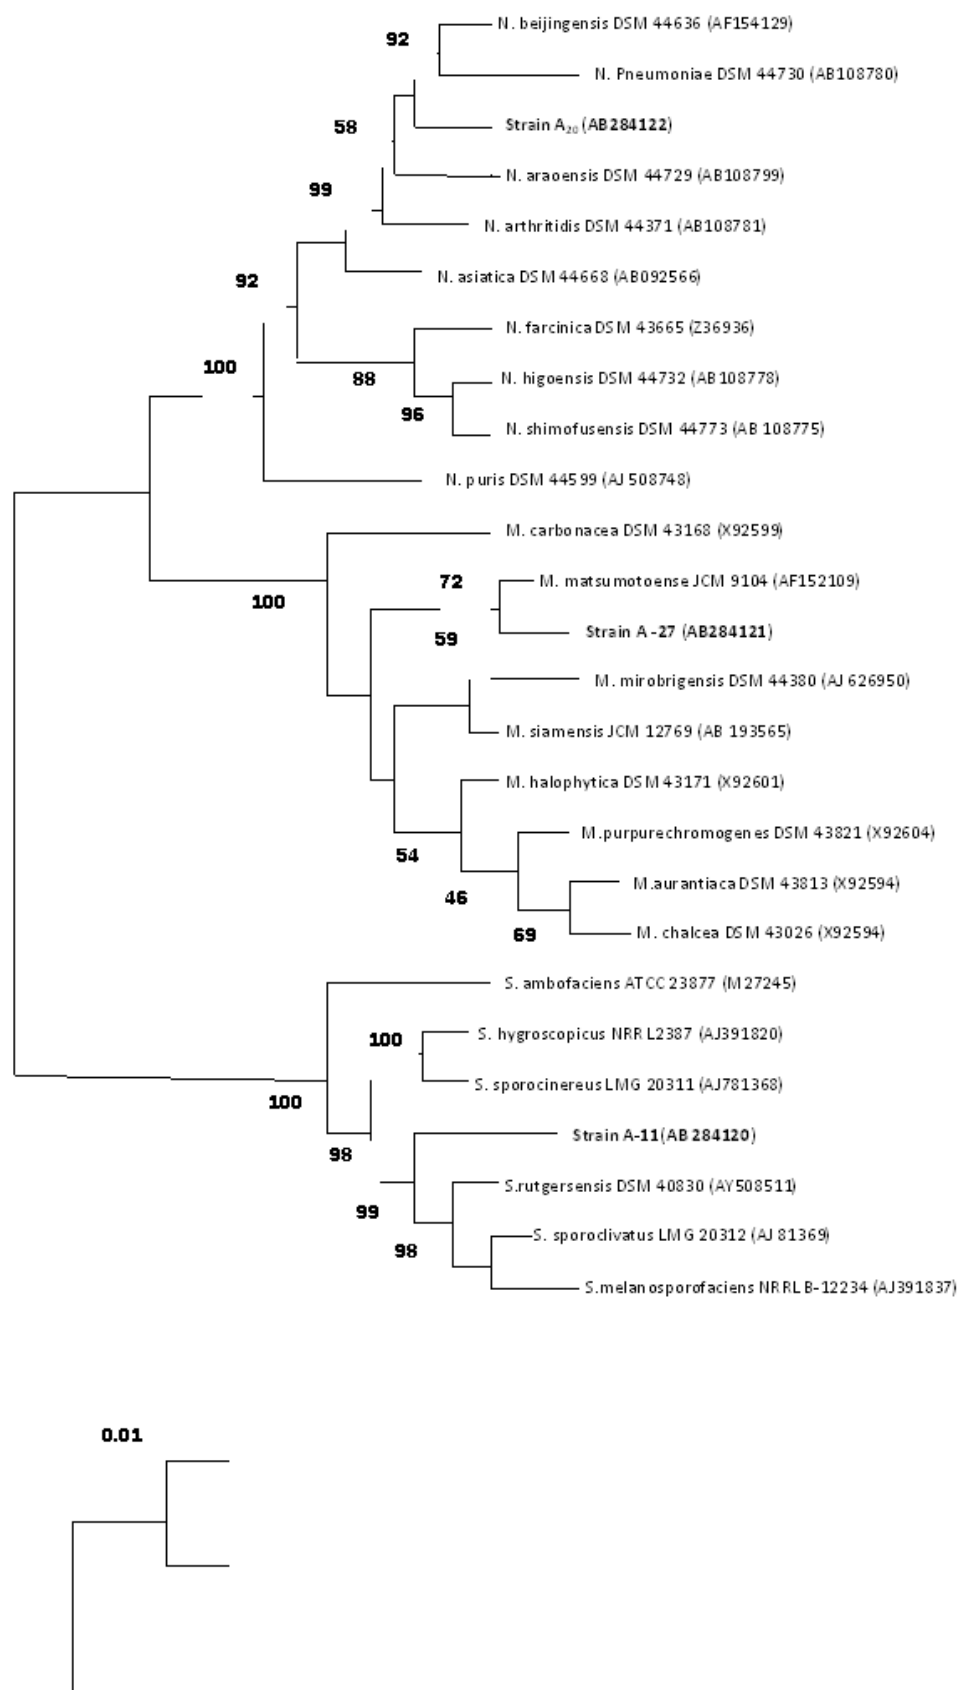 92
N. beijingensis DSM 44636 (AF154129)
N. Pneumoniae DSM 44730 (AB108780)
58
Strain A₂₀ (AB284122)
N. araoensis DSM 44729 (AB108799)
99
N. arthritidis DSM 44371 (AB108781)
92
N. asiatica DSM 44668 (AB092566)
N. farcinica DSM 43665 (Z36936)
100
88
N. higoensis DSM 44732 (AB108778)
96
N. shimofusensis DSM 44773 (AB 108775)
N. puris DSM 44599 (AJ 508748)
M. carbonacea DSM 43168 (X92599)
72
M. matsumotoense JCM 9104 (AF152109)
100
59
Strain A -27 (AB284121)
M. mirobrigensis DSM 44380 (AJ 626950)
M. siamensis JCM 12769 (AB 193565)
M. halophytica DSM 43171 (X92601)
M.purpurechromogenes DSM 43821 (X92604)
54
M.aurantiaca DSM 43813 (X92594)
46
69
M. chalcea DSM 43026 (X92594)
S. ambofaciens ATCC 23877 (M27245)
100
S. hygroscopicus NRR L2387 (AJ391820)
S. sporocinereus LMG 20311 (AJ781368)
100
Strain A-11(AB 284120)
98
S.rutgersensis DSM 40830 (AY508511)
99
98
S. sporoclivatus LMG 20312 (AJ 81369)
S.melanosporofaciens NRRL B-12234 (AJ391837)
0.01